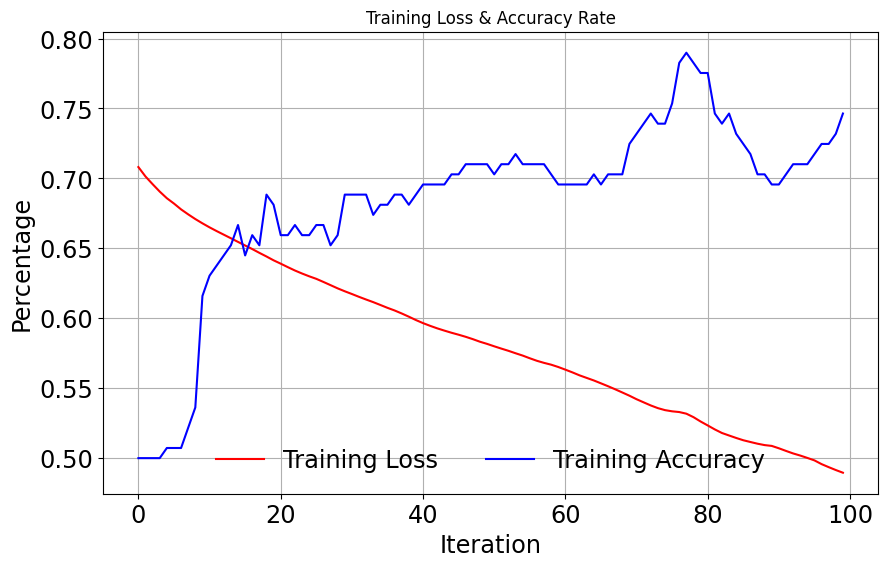 Training Loss & Accuracy Rate
0.80
0.75
0.70
0.65
0.60
0.55
0.50
Percentage
Training Loss Training Accuracy
0 20 40 60 80 100
Iteration